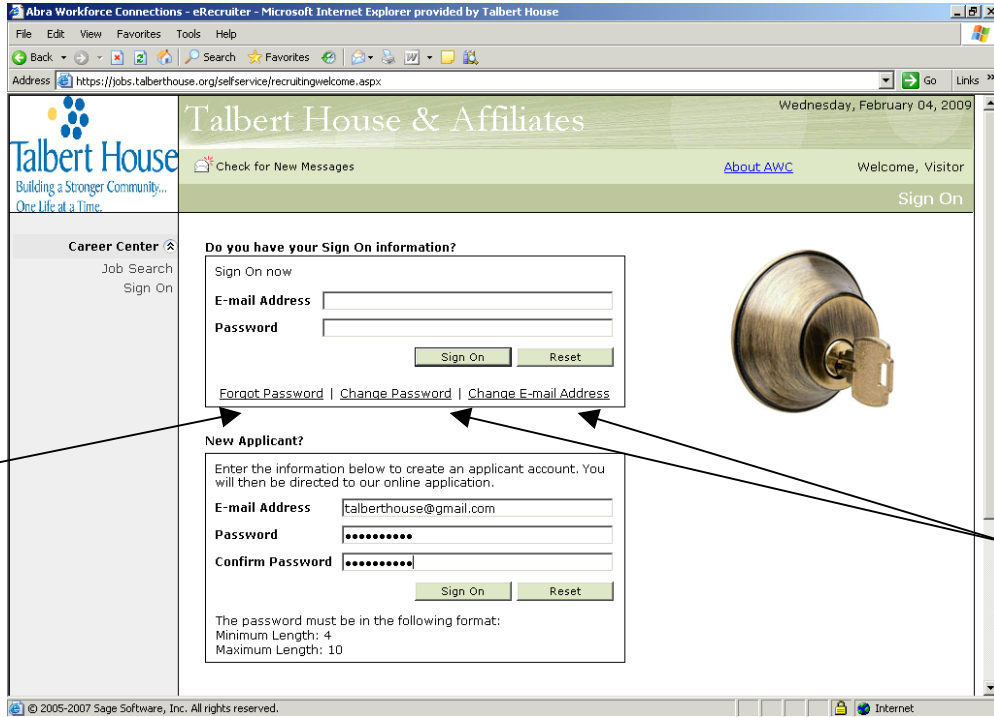 Abra Workforce Connections - eRecruiter - Microsoft Internet Explorer provided by Talbert House
File Edit View Favorites Tools Help
Back Search Favorites
Address https://jobs.talberthouse.org/selfservice/recruitingwelcome.aspx Go Links »
Talbert House
Building a Stronger Community...
One Life at a Time.
Talbert House & Affiliates
Wednesday, February 04, 2009
Check for New Messages About AWC Welcome, Visitor
Sign On
Career Center
Job Search
Sign On
Do you have your Sign On information?
Sign On now
E-mail Address
Password
Sign On Reset
Forgot Password | Change Password | Change E-mail Address
New Applicant?
Enter the information below to create an applicant account. You
will then be directed to our online application.
E-mail Address talberthouse@gmail.com
Password ••••••••••
Confirm Password ••••••••••
Sign On Reset
The password must be in the following format:
Minimum Length: 4
Maximum Length: 10
© 2005-2007 Sage Software, Inc. All rights reserved. Internet